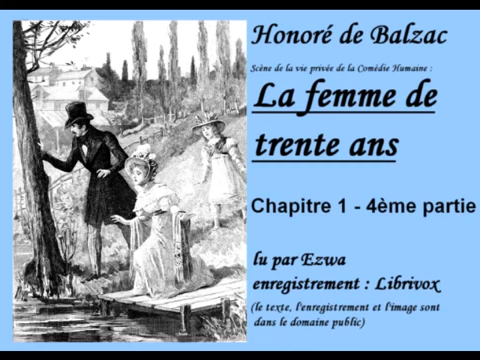 Honoré de Balzac
Scène de la vie privée de la Comédie Humaine :
La femme de
trente ans
Chapitre 1 - 4ème partie
lu par Ezwa
enregistrement : Librivox
(le texte, l'enregistrement et l'image sont
dans le domaine public)